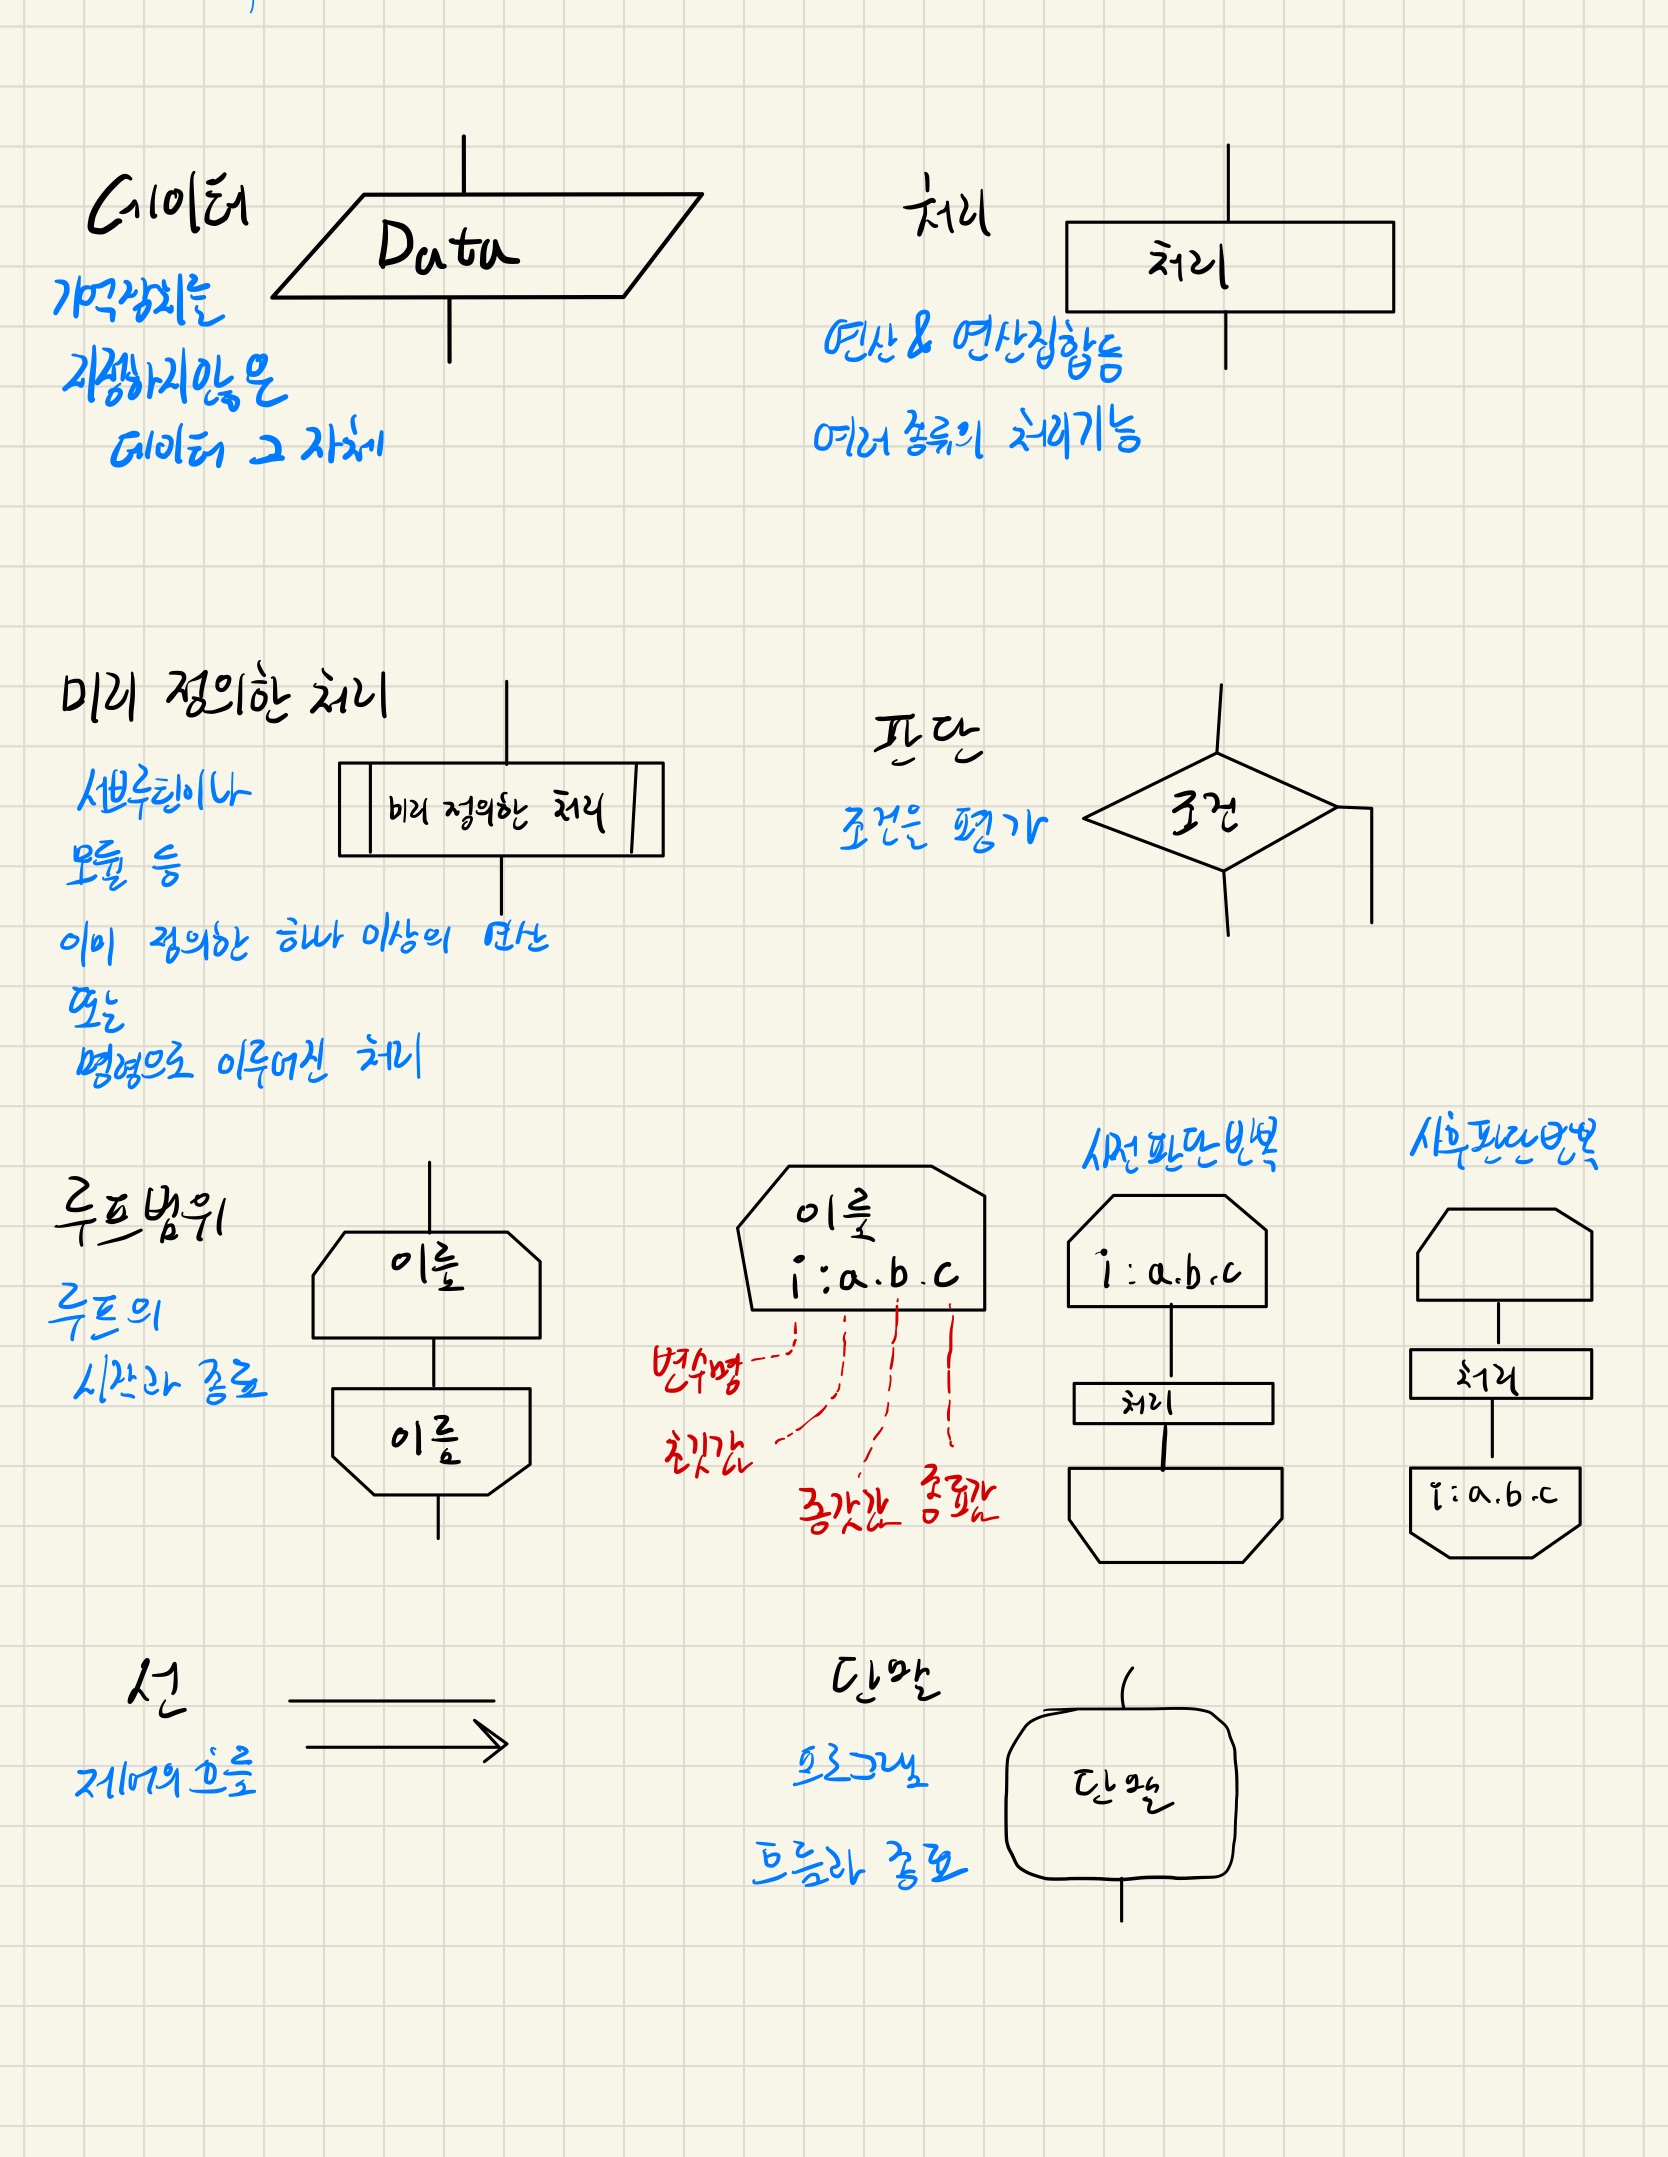 데이터
Data
기억장치를
지정하지않은
데이터 그 자체
처리
처리
연산 & 연산집합등
여러 종류의 처리기능
미리 정의한 처리
미리 정의한 처리
서브루틴이나
모듈 등
이미 정의한 하나 이상의 연산
또는
명령으로 이루어진 처리
판단
조건을 평가
조건
루프범위
루프의
시작과 종료
이름
이름
이름
i : a.b.c
변수명
초깃값
증갓값 종료값
사전판단반복
i : a.b.c
처리
사후판단반복
처리
i : a.b.c
선
제어의 흐름
단말
프로그램
흐름과 종료
단말